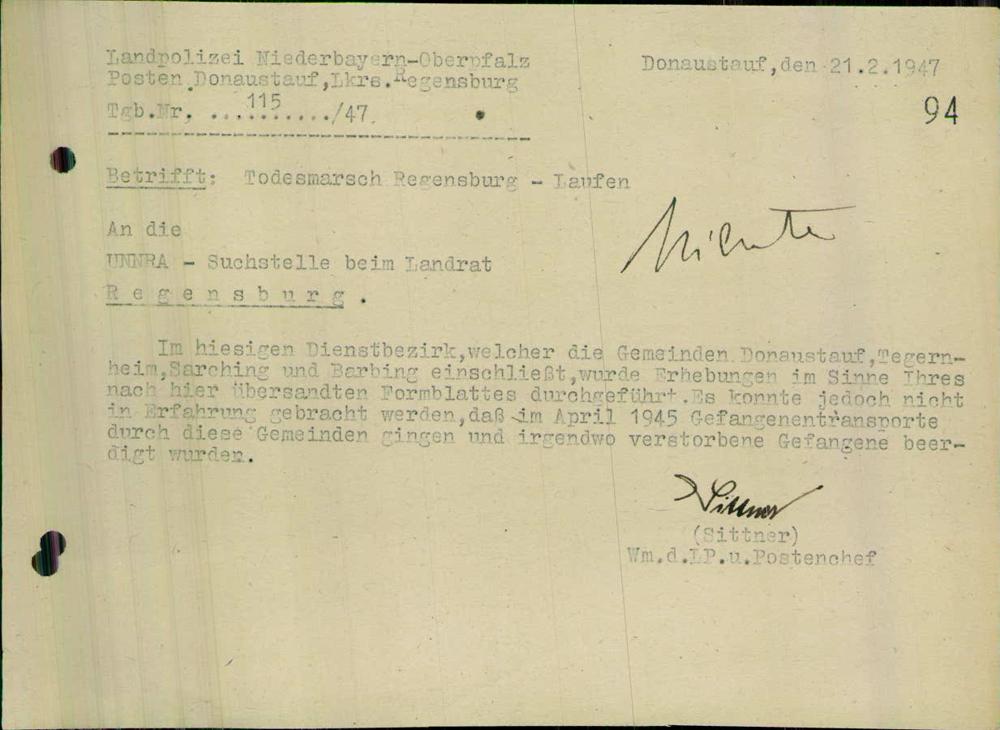 Landpolizei Niederbayern-Oberpfalz
Posten Donaustauf,Lkrs.Regensburg
Tgb.Nr. ...115....../47.
Donaustauf,den 21.2.1947
94
Betrifft: Todesmarsch Regensburg - Laufen
An die
UNNRA - Suchstelle beim Landrat
R e g e n s b u r g .
Im hiesigen Dienstbezirk,welcher die Gemeinden Donaustauf,Tegern-
heim,Sarching und Barbing einschließt,wurde Erhebungen im Sinne Ihres
nach hier übersandten Formblattes durchgeführt.Es konnte jedoch nicht
in Erfahrung gebracht werden,daß im April 1945 Gefangenentransporte
durch diese Gemeinden gingen und irgendwo verstorbene Gefangene beer-
digt wurden.
Sittner
(Sittner)
Wm.d.LP.u.Postenchef